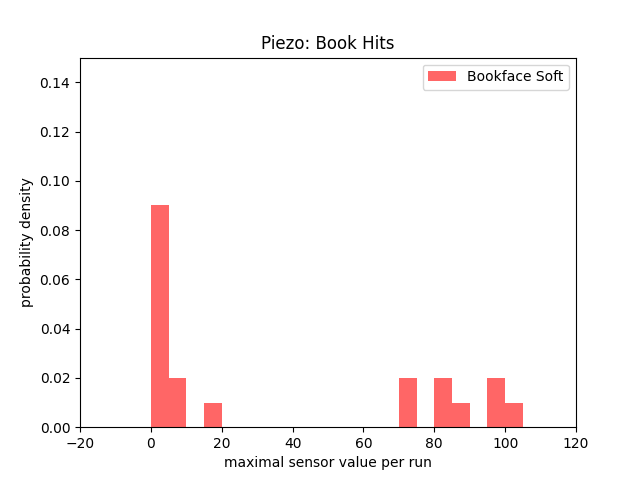 Piezo: Book Hits
Bookface Soft
probability density
0.14
0.12
0.10
0.08
0.06
0.04
0.02
0.00
−20 0 20 40 60 80 100 120
maximal sensor value per run